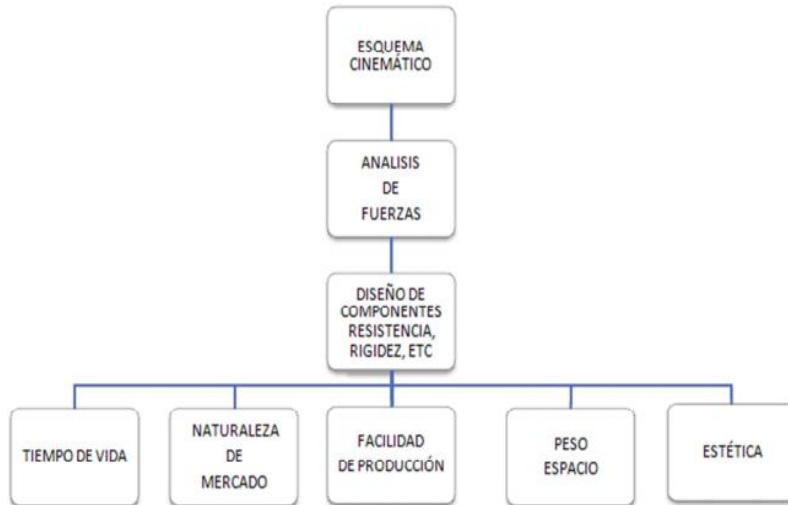 ESQUEMA
CINEMÁTICO
ANALISIS
DE
FUERZAS
DISEÑO DE
COMPONENTES
RESISTENCIA,
RIGIDEZ, ETC
TIEMPO DE VIDA
NATURALEZA
DE
MERCADO
FACILIDAD
DE PRODUCCIÓN
PESO
ESPACIO
ESTÉTICA